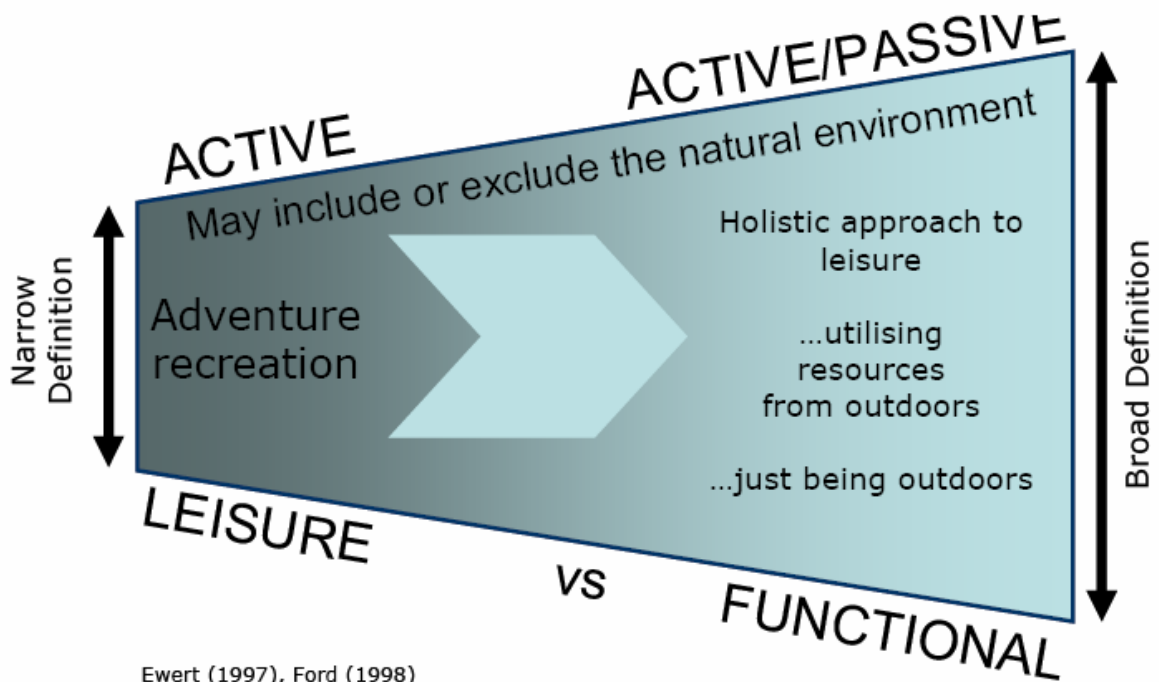 ACTIVE/PASSIVE
ACTIVE
May include or exclude the natural environment
Narrow
Definition
Adventure
recreation
Holistic approach to
leisure
...utilising
resources
from outdoors
...just being outdoors
Broad Definition
LEISURE
vs
FUNCTIONAL
Ewert (1997), Ford (1998)